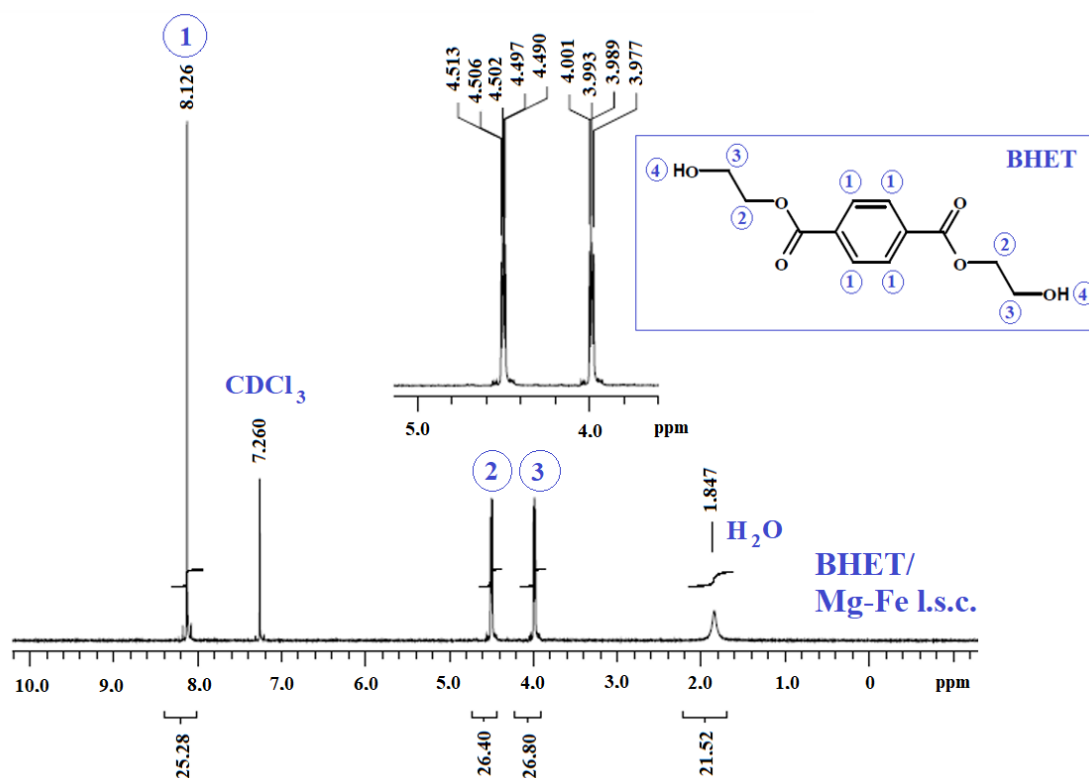 1
8.126
4.513
4.506
4.502
4.497
4.490
4.001
3.993
3.989
3.977
5.0
4.0
ppm
BHET
4
HO
3
2
O
O
1
1
1
1
O
O
2
3
OH
4
CDCl3
7.260
2
3
1.847
H2O
BHET/
Mg-Fe l.s.c.
10.0 9.0 8.0 7.0 6.0 5.0 4.0 3.0 2.0 1.0 0 ppm
25.28
26.40
26.80
21.52